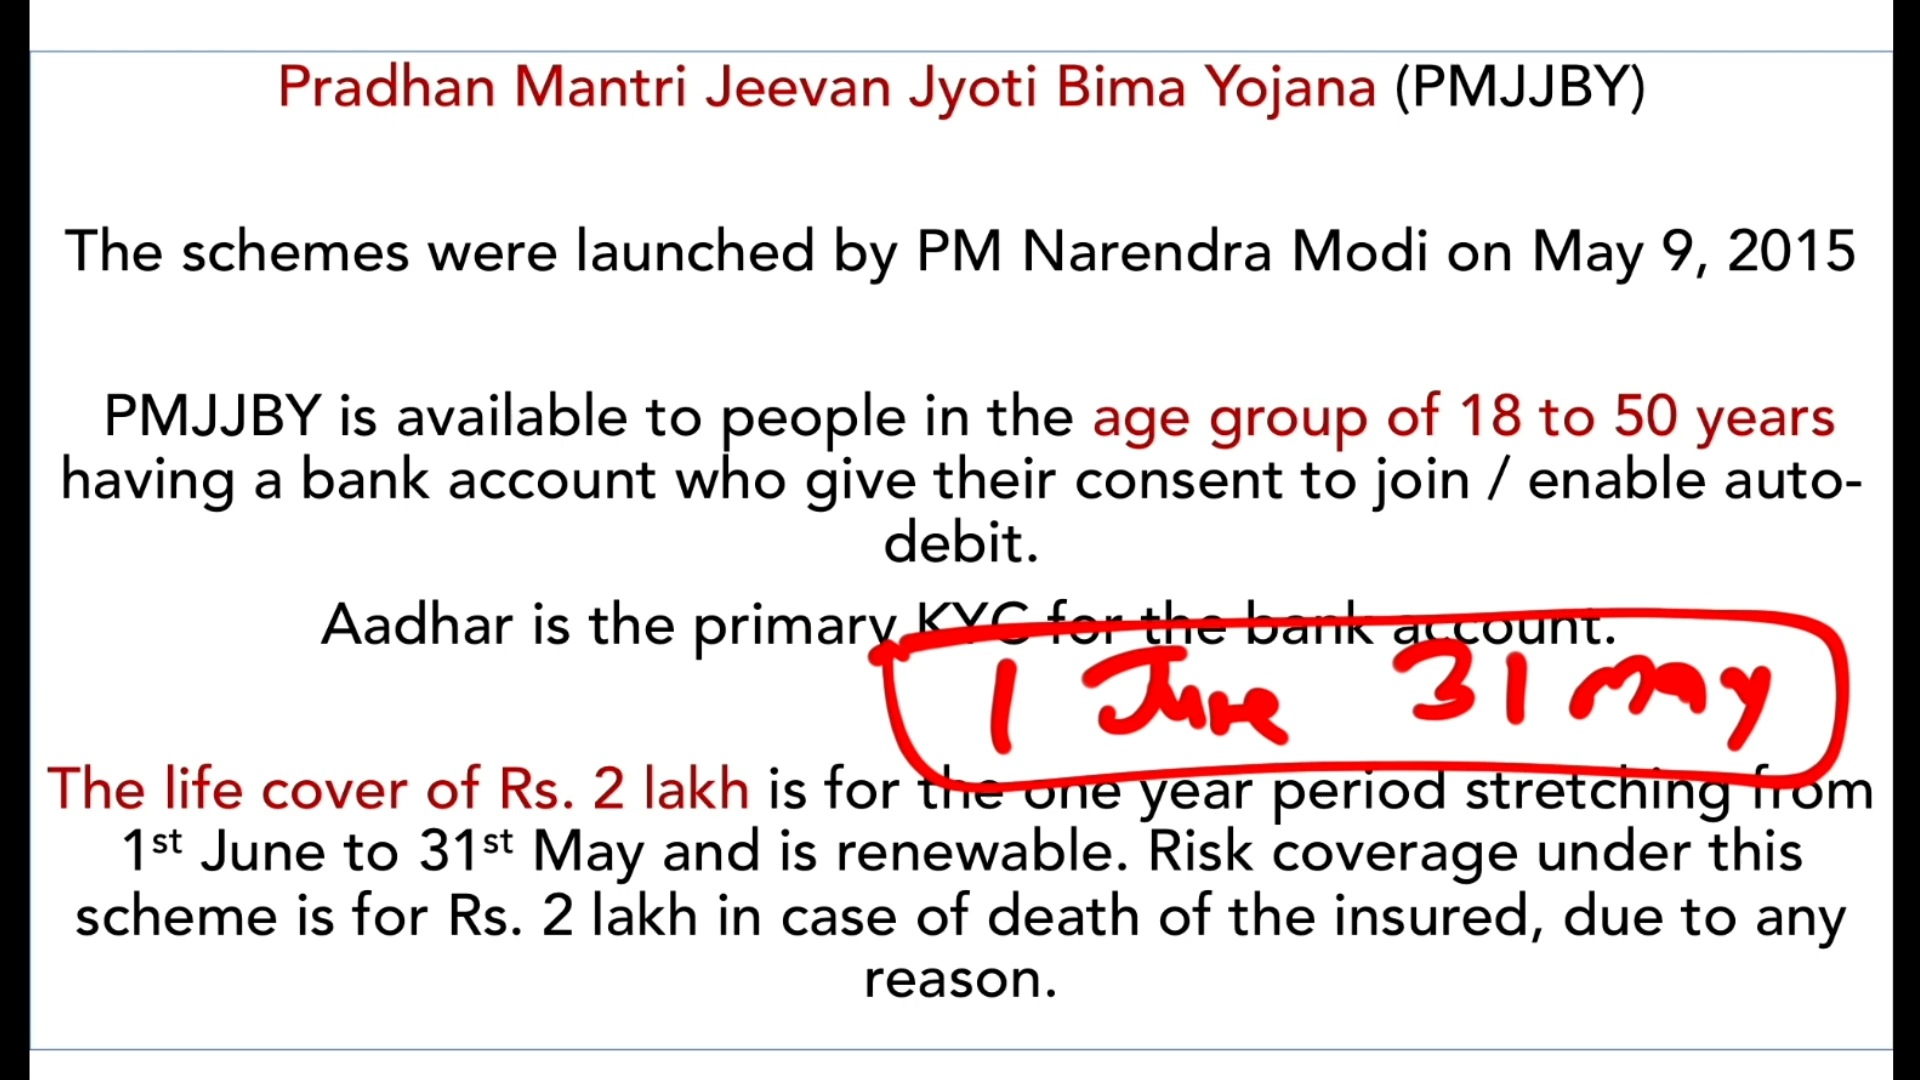 Pradhan Mantri Jeevan Jyoti Bima Yojana (PMJJBY)
The schemes were launched by PM Narendra Modi on May 9, 2015
PMJJBY is available to people in the age group of 18 to 50 years
having a bank account who give their consent to join / enable auto-
debit.
Aadhar is the primary KYC for the bank account.
1 June 31 may
The life cover of Rs. 2 lakh is for the one year period stretching from
1st June to 31st May and is renewable. Risk coverage under this
scheme is for Rs. 2 lakh in case of death of the insured, due to any
reason.